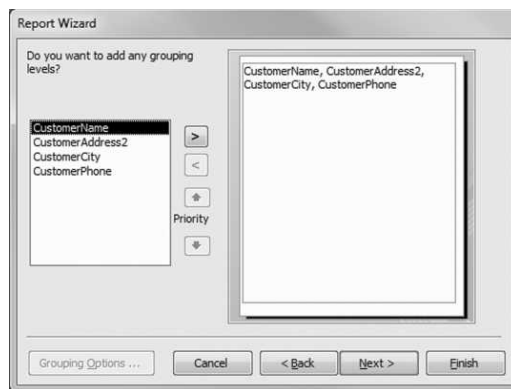 Report Wizard
Do you want to add any grouping
levels?
CustomerName
CustomerAddress2
CustomerCity
CustomerPhone
>
<
Priority
CustomerName, CustomerAddress2,
CustomerCity, CustomerPhone
Grouping Options ...
Cancel
< Back
Next >
Finish